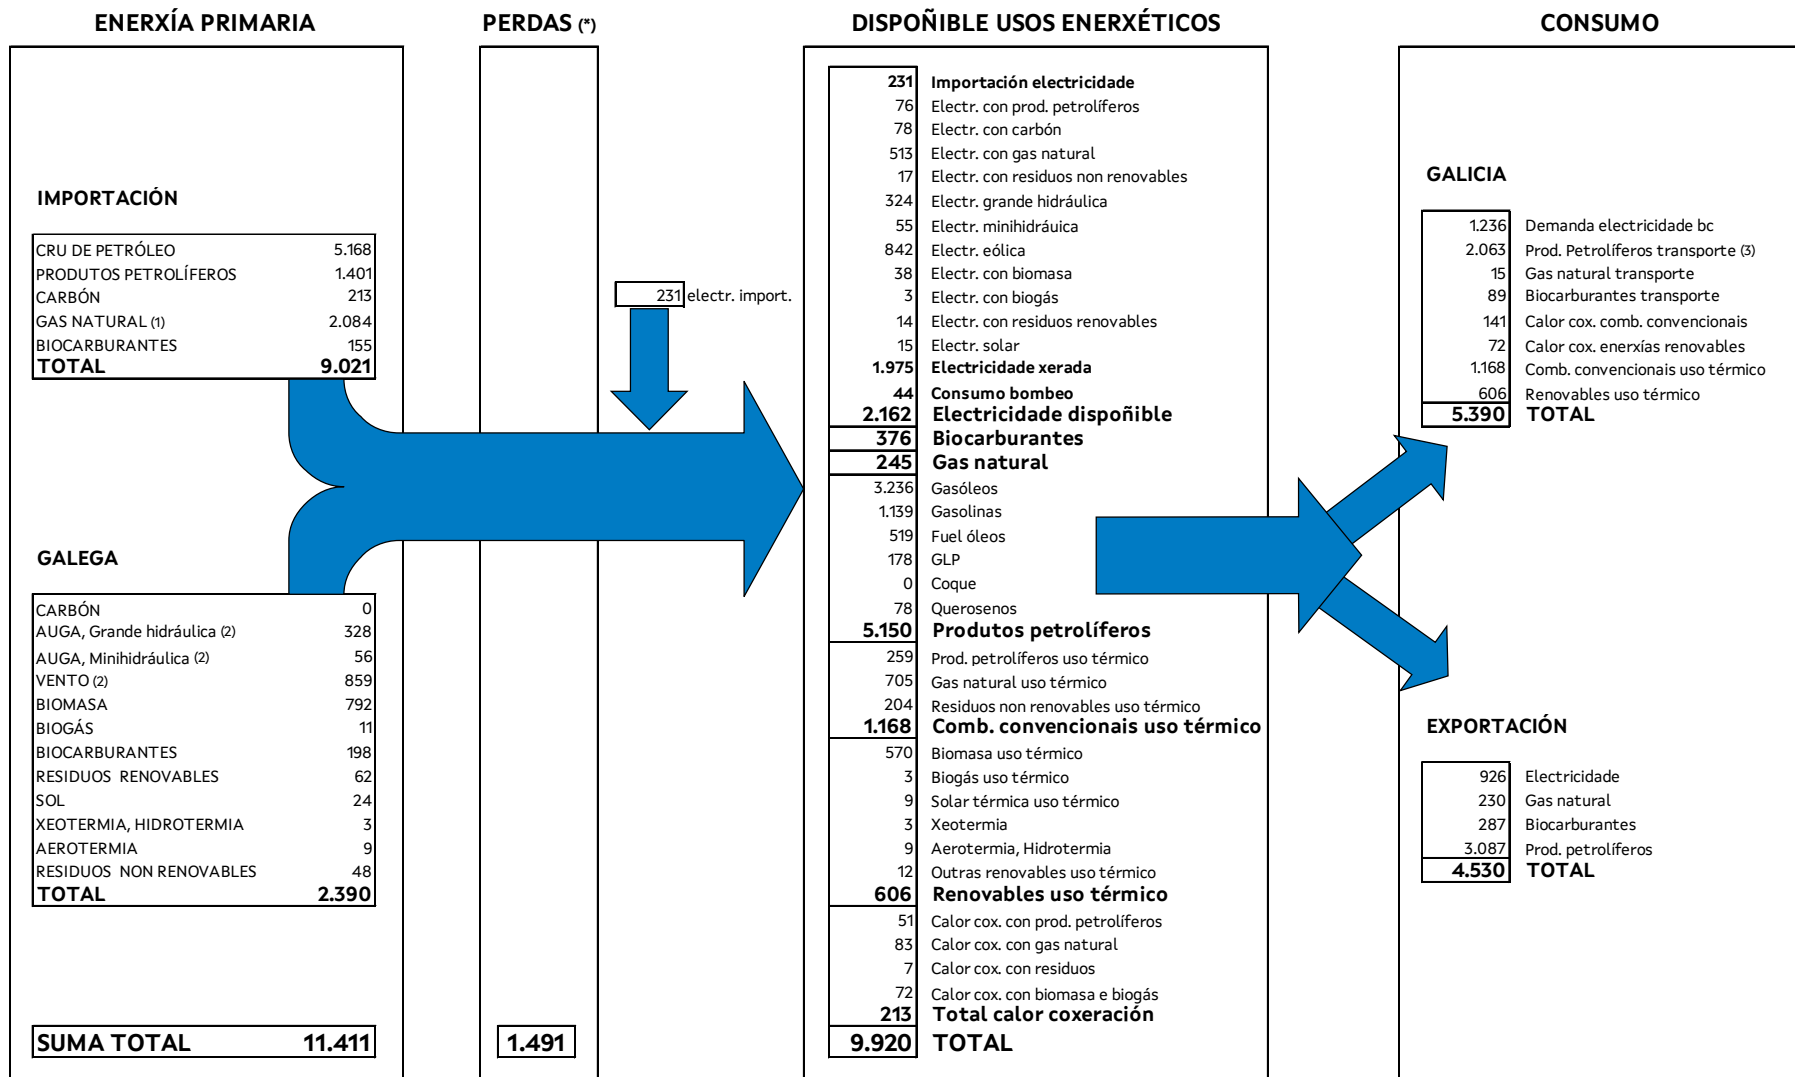 ENERXÍA PRIMARIA
IMPORTACIÓN
CRU DE PETRÓLEO 5.168
PRODUTOS PETROLÍFEROS 1.401
CARBÓN 213
GAS NATURAL (1) 2.084
BIOCARBURANTES 155
TOTAL 9.021
GALEGA
CARBÓN 0
AUGA, Grande hidráulica (2) 328
AUGA, Minihidráulica (2) 56
VENTO (2) 859
BIOMASA 792
BIOGÁS 11
BIOCARBURANTES 198
RESIDUOS RENOVABLES 62
SOL 24
XEOTERMIA, HIDROTERMIA 3
AEROTERMIA 9
RESIDUOS NON RENOVABLES 48
TOTAL 2.390
SUMA TOTAL 11.411
PERDAS (*)
1.491
231 electr. import.
DISPOÑIBLE USOS ENERXÉTICOS
231 Importación electricidade
76 Electr. con prod. petrolíferos
78 Electr. con carbón
513 Electr. con gas natural
17 Electr. con residuos non renovables
324 Electr. grande hidráulica
55 Electr. minihidráuica
842 Electr. eólica
38 Electr. con biomasa
3 Electr. con biogás
14 Electr. con residuos renovables
15 Electr. solar
1.975 Electricidade xerada
44 Consumo bombeo
2.162 Electricidade dispoñible
376 Biocarburantes
245 Gas natural
3.236 Gasóleos
1.139 Gasolinas
519 Fuel óleos
178 GLP
0 Coque
78 Querosenos
5.150 Produtos petrolíferos
259 Prod. petrolíferos uso térmico
705 Gas natural uso térmico
204 Residuos non renovables uso térmico
1.168 Comb. convencionais uso térmico
570 Biomasa uso térmico
3 Biogás uso térmico
9 Solar térmica uso térmico
3 Xeotermia
9 Aerotermia, Hidrotermia
12 Outras renovables uso térmico
606 Renovables uso térmico
51 Calor cox. con prod. petrolíferos
83 Calor cox. con gas natural
7 Calor cox. con residuos
72 Calor cox. con biomasa e biogás
213 Total calor coxeración
9.920 TOTAL
CONSUMO
GALICIA
1.236 Demanda electricidade bc
2.063 Prod. Petrolíferos transporte (3)
15 Gas natural transporte
89 Biocarburantes transporte
141 Calor cox. comb. convencionais
72 Calor cox. enerxías renovables
1.168 Comb. convencionais uso térmico
606 Renovables uso térmico
5.390 TOTAL
EXPORTACIÓN
926 Electricidade
230 Gas natural
287 Biocarburantes
3.087 Prod. petrolíferos
4.530 TOTAL